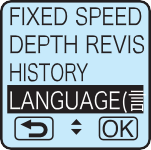 FIXED SPEED
DEPTH REVIS
HISTORY
LANGUAGE(
OK